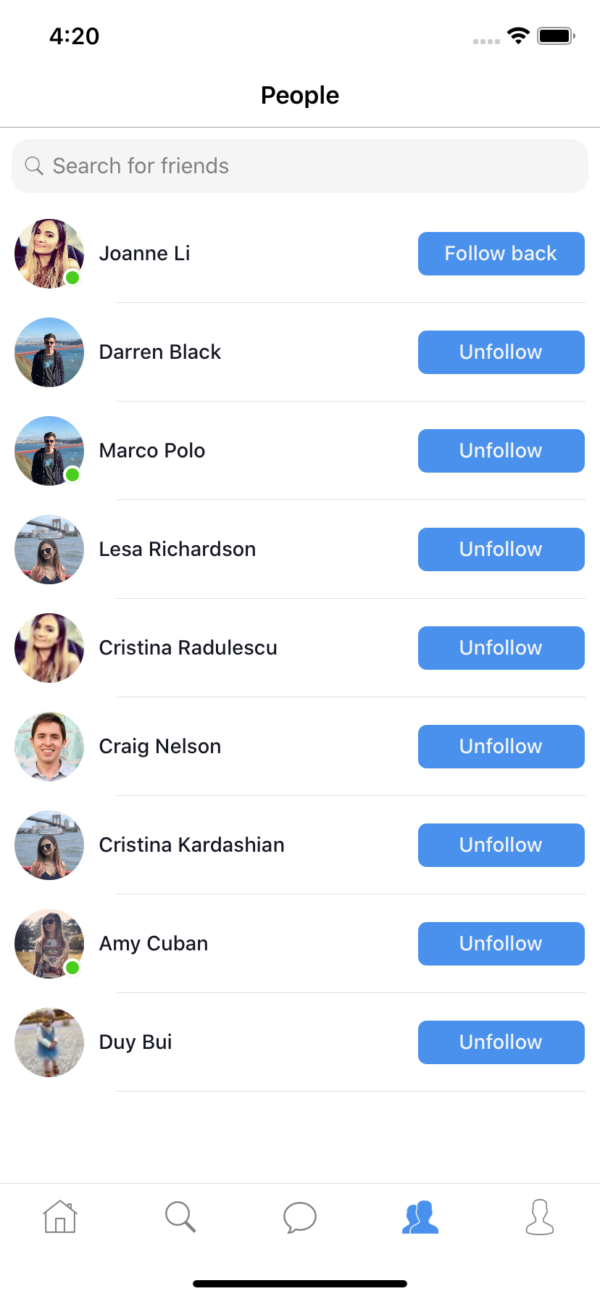 4:20
People
Search for friends
Joanne Li Follow back
Darren Black Unfollow
Marco Polo Unfollow
Lesa Richardson Unfollow
Cristina Radulescu Unfollow
Craig Nelson Unfollow
Cristina Kardashian Unfollow
Amy Cuban Unfollow
Duy Bui Unfollow